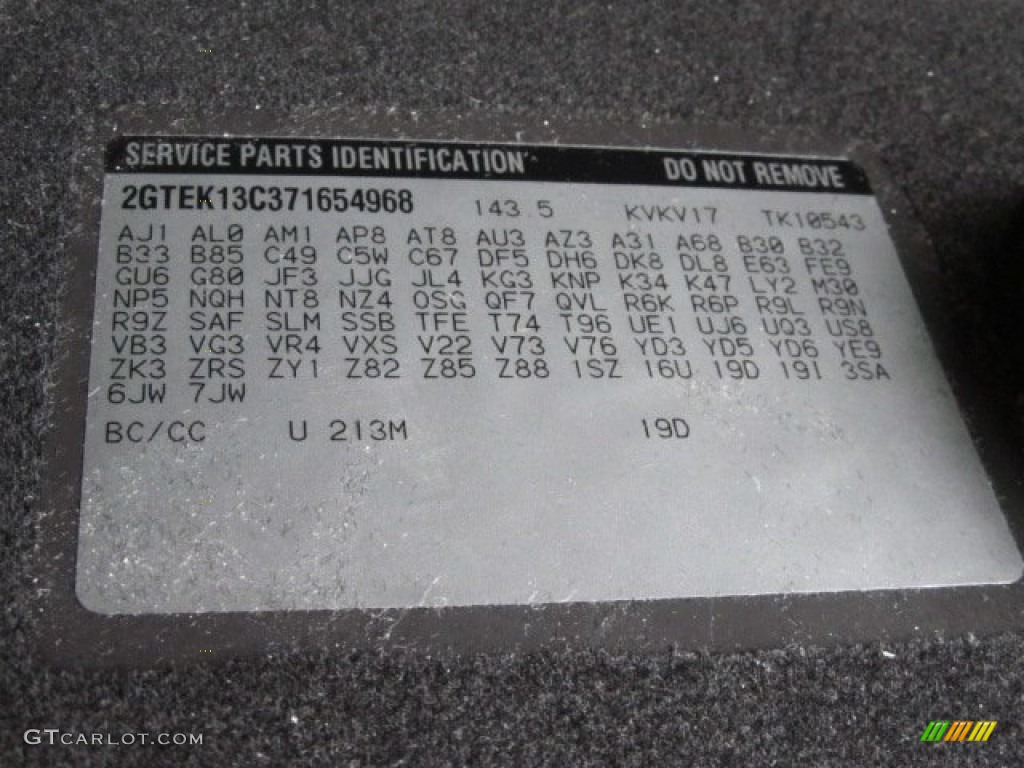 SERVICE PARTS IDENTIFICATION DO NOT REMOVE
2GTEK13C371654968 143.5 KVKV17 TK10543
AJ1 AL0 AM1 AP8 AT8 AU3 AZ3 A31 A68 B30 B32
B33 B85 C49 C5W C67 DF5 DH6 DK8 DL8 E63 FE9
GU6 G80 JF3 JJG JL4 KG3 KNP K34 K47 LY2 M30
NP5 NQH NT8 NZ4 OSG QF7 QVL R6K R6P R9L R9N
R9Z SAF SLM SSB TFE T74 T96 UE1 UJ6 UQ3 US8
VB3 VG3 VR4 VXS V22 V73 V76 YD3 YD5 YD6 YE9
ZK3 ZRS ZY1 Z82 Z85 Z88 1SZ 16U 19D 19I 3SA
6JW 7JW
BC/CC U 213M 19D
GTCARLOT.COM